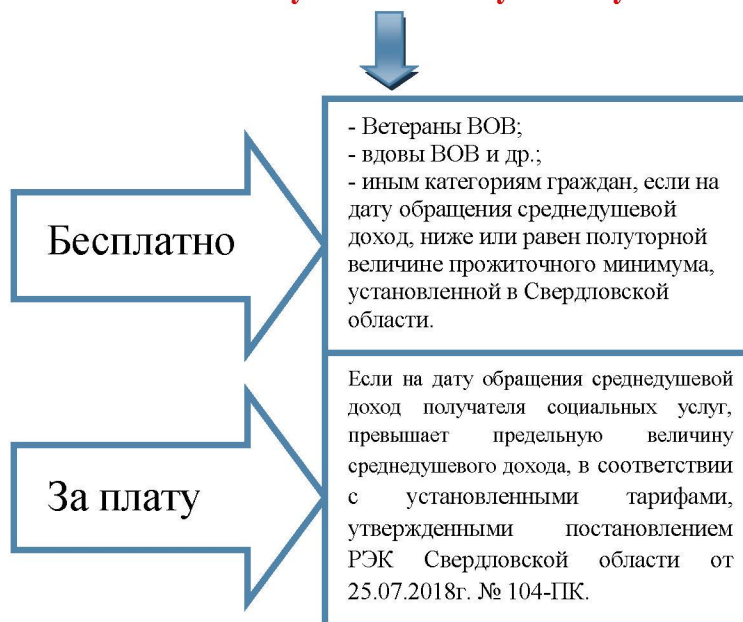 Бесплатно
- Ветераны ВОВ;
- вдовы ВОВ и др.;
- иным категориям граждан, если на
дату обращения среднедушевой
доход, ниже или равен полуторной
величине прожиточного минимума,
установленной в Свердловской
области.
За плату
Если на дату обращения среднедушевой
доход получателя социальных услуг,
превышает предельную величину
среднедушевого дохода, в соответствии
с установленными тарифами,
утвержденными постановлением
РЭК Свердловской области от
25.07.2018г. № 104-ПК.